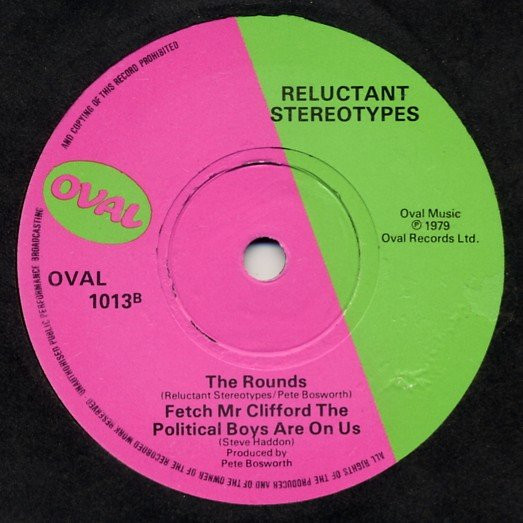 RELUCTANT
STEREOTYPES
OVAL
Oval Music
℗ 1979
Oval Records Ltd.
OVAL
1013B
The Rounds
(Reluctant Stereotypes/Pete Bosworth)
Fetch Mr Clifford The
Political Boys Are On Us
(Steve Haddon)
Produced by
Pete Bosworth
ALL RIGHTS OF THE PRODUCER AND OF THE OWNER OF THE RECORDED WORK RESERVED UNAUTHORISED PUBLIC PERFORMANCE BROADCASTING AND COPYING OF THIS RECORD PROHIBITED